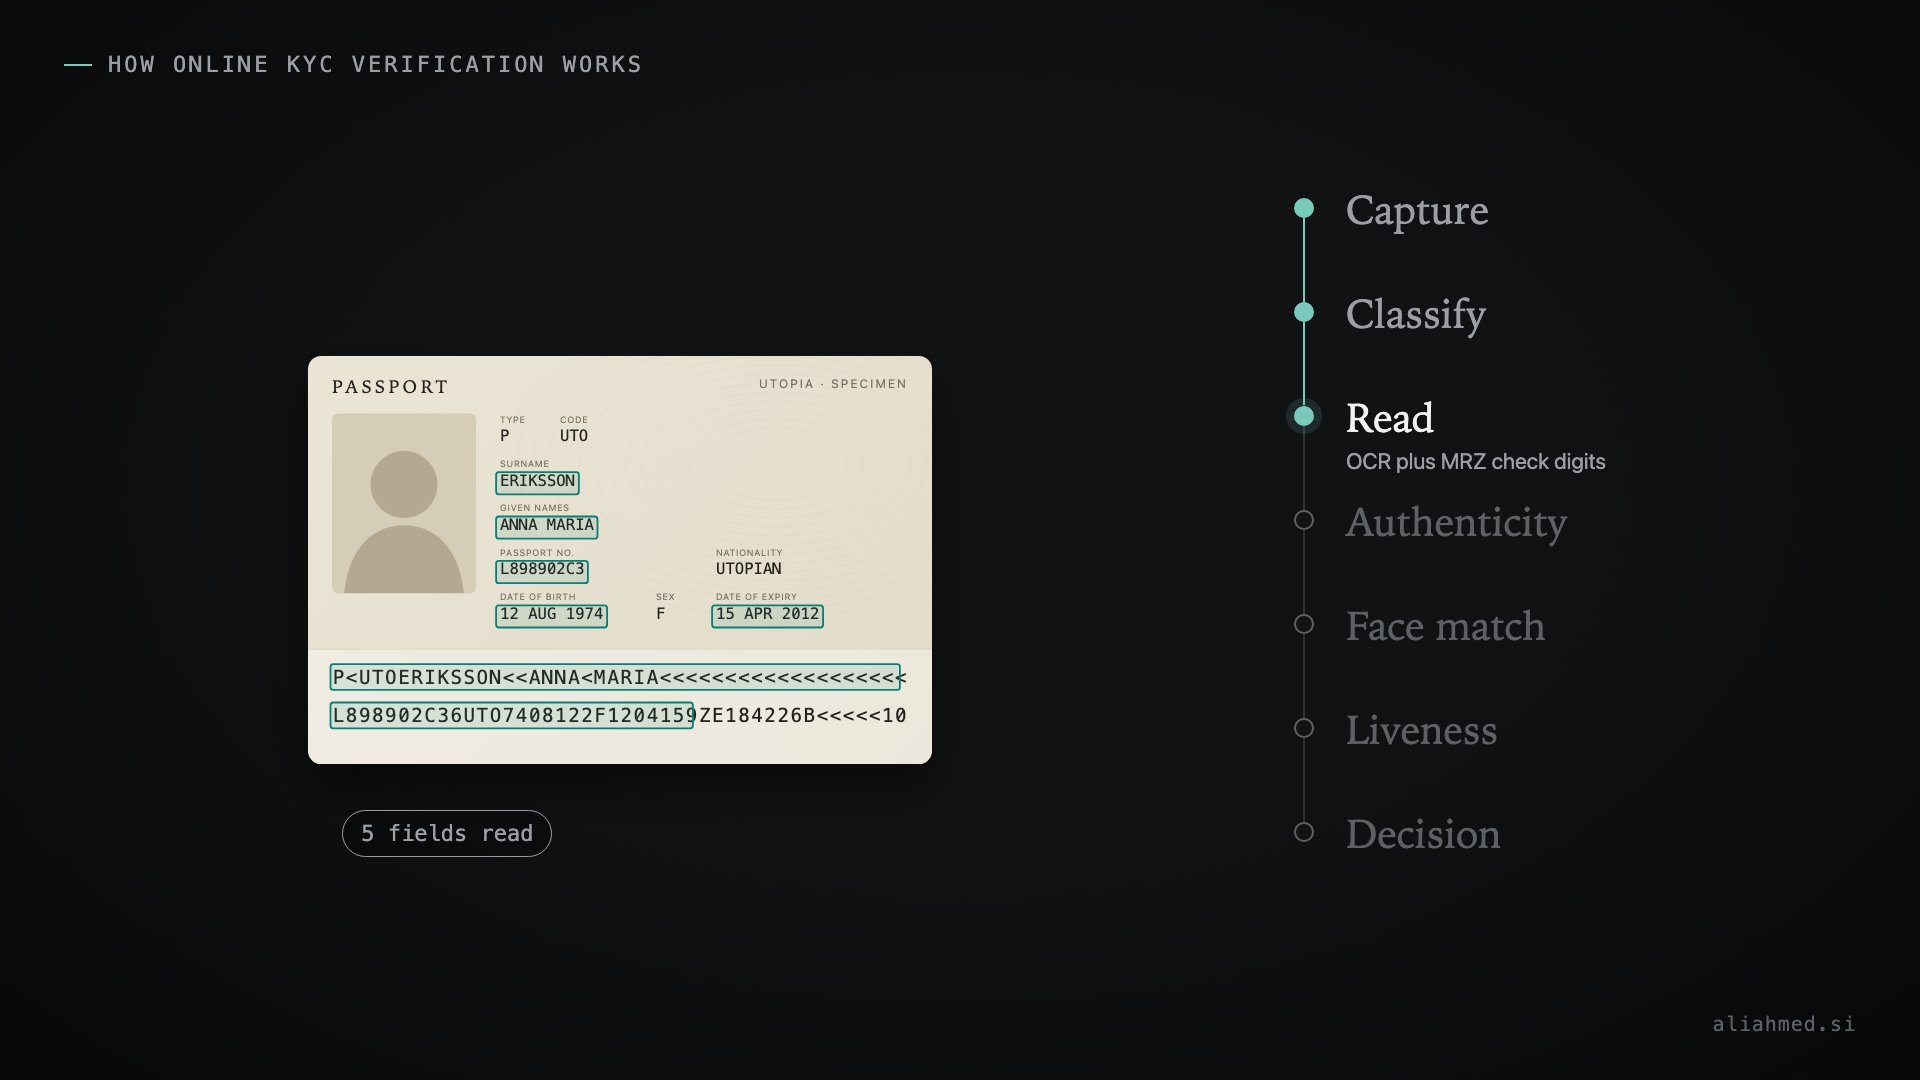 HOW ONLINE KYC VERIFICATION WORKS
PASSPORT
UTOPIA · SPECIMEN
TYPE CODE
P UTO
SURNAME
ERIKSSON
GIVEN NAMES
ANNA MARIA
PASSPORT NO. NATIONALITY
L898902C3 UTOPIAN
DATE OF BIRTH SEX DATE OF EXPIRY
12 AUG 1974 F 15 APR 2012
P<UTOERIKSSON<<ANNA<MARIA<<<<<<<<<<<<<<<<<<<
L898902C36UTO7408122F1204159ZE184226B<<<<<10
5 fields read
Capture
Classify
Read
OCR plus MRZ check digits
Authenticity
Face match
Liveness
Decision
aliahmed.si